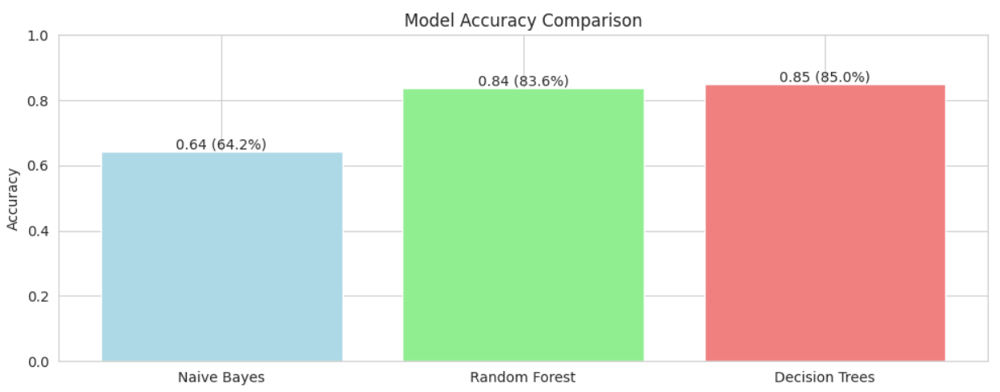 Model Accuracy Comparison
1.0
0.8
0.6
0.4
0.2
0.0
Accuracy
0.64 (64.2%)
0.84 (83.6%)
0.85 (85.0%)
Naive Bayes
Random Forest
Decision Trees